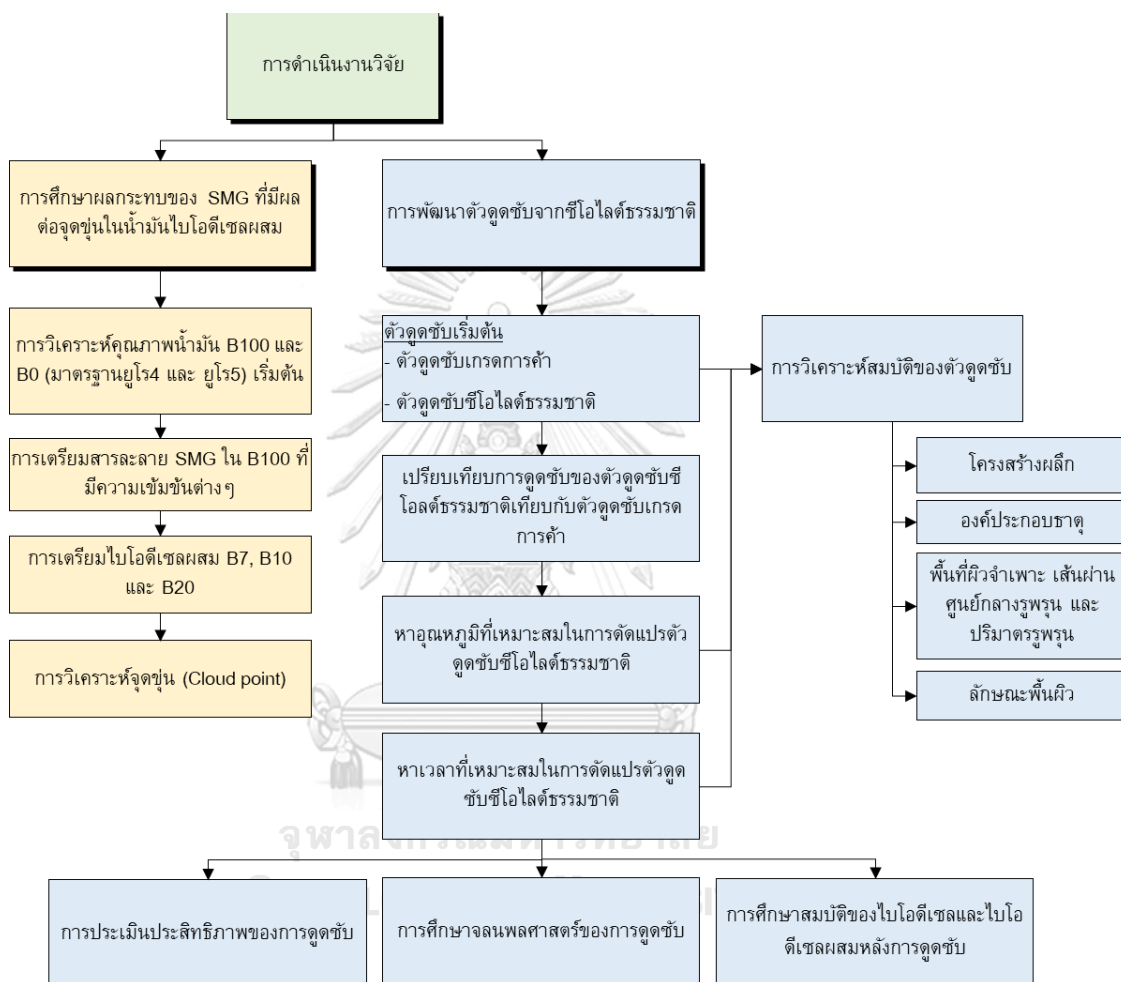 การดำเนินงานวิจัย
การศึกษาผลกระทบของ SMG ที่มีผล
ต่อจุดขุ่นในน้ำมันไบโอดีเซลผสม
การวิเคราะห์คุณภาพน้ำมัน B100 และ
B0 (มาตรฐานยูโร4 และ ยูโร5) เริ่มต้น
การเตรียมสารละลาย SMG ใน B100 ที่
มีความเข้มข้นต่างๆ
การเตรียมไบโอดีเซลผสม B7, B10
และ B20
การวิเคราะห์จุดขุ่น (Cloud point)
การพัฒนาตัวดูดซับจากซีโอไลต์ธรรมชาติ
ตัวดูดซับเริ่มต้น
- ตัวดูดซับเกรดการค้า
- ตัวดูดซับซีโอไลต์ธรรมชาติ
เปรียบเทียบการดูดซับของตัวดูดซับซี
โอลต์ธรรมชาติเทียบกับตัวดูดซับเกรด
การค้า
หาอุณหภูมิที่เหมาะสมในการดัดแปรตัว
ดูดซับซีโอไลต์ธรรมชาติ
หาเวลาที่เหมาะสมในการดัดแปรตัวดูด
ซับซีโอไลต์ธรรมชาติ
การวิเคราะห์สมบัติของตัวดูดซับ
โครงสร้างผลึก
องค์ประกอบธาตุ
พื้นที่ผิวจำเพาะ เส้นผ่าน
ศูนย์กลางรูพรุน และ
ปริมาตรรูพรุน
ลักษณะพื้นผิว
การประเมินประสิทธิภาพของการดูดซับ
การศึกษาจลนพลศาสตร์ของการดูดซับ
การศึกษาสมบัติของไบโอดีเซลและไบโอ
ดีเซลผสมหลังการดูดซับ